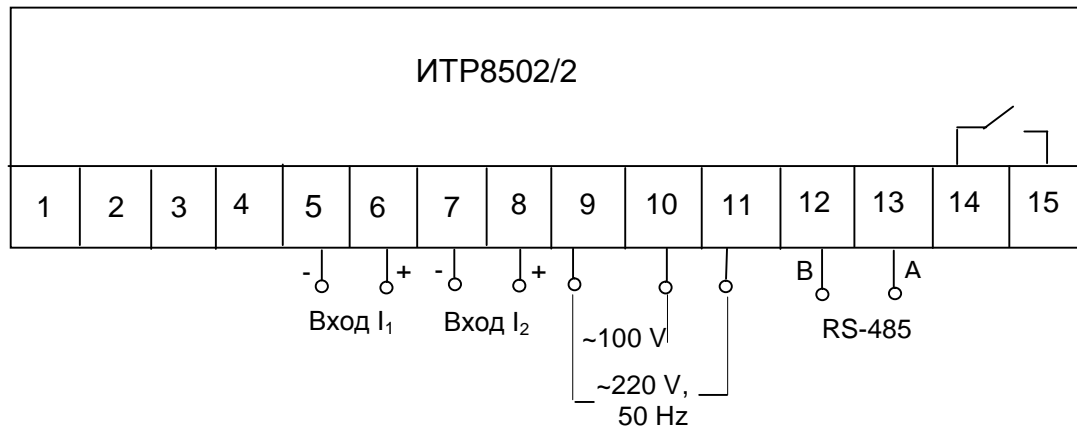 ИТР8502/2
1 2 3 4 5 6 7 8 9 10 11 12 13 14 15
- + - + B A
Вход I₁ Вход I₂ RS-485
~100 V
~220 V,
50 Hz